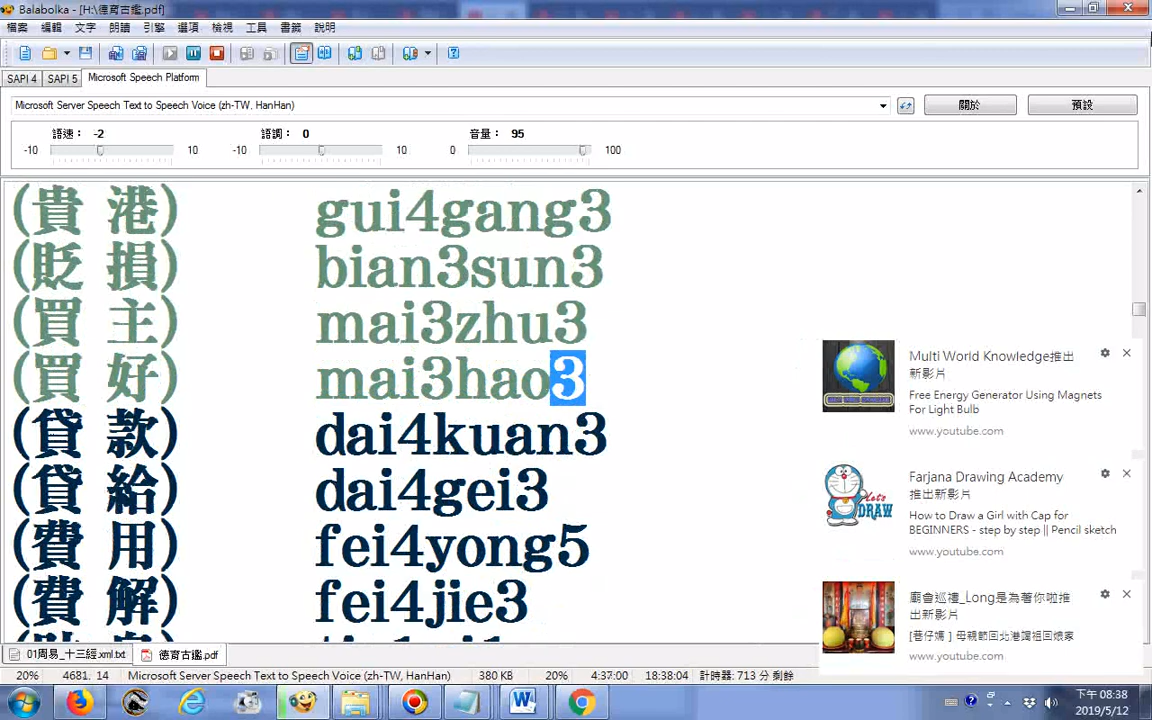 Balabolka - [H:\德育古鑑.pdf]
檔案 編輯 文字 朗讀 引擎 選項 檢視 工具 書籤 說明
SAPI 4 SAPI 5 Microsoft Speech Platform
Microsoft Server Speech Text to Speech Voice (zh-TW, HanHan) 關於 預設
語速： -2 語調： 0 音量： 95
-10 10 -10 10 0 100
(貴 港) gui4gang3
(貶 損) bian3sun3
(買 主) mai3zhu3
(買 好) mai3hao3
(貸 款) dai4kuan3
(貸 給) dai4gei3
(費 用) fei4yong5
(費 解) fei4jie3
Multi World Knowledge推出
新影片
Free Energy Generator Using Magnets
For Light Bulb
www.youtube.com
Farjana Drawing Academy
推出新影片
Let's
DRAW
How to Draw a Girl with Cap for
BEGINNERS - step by step || Pencil sketch
www.youtube.com
廟會巡禮_Long是為著你啦推
出新影片
[巷仔媽] 母親節回北港謁祖回娘家
www.youtube.com
01周易_十三經.xml.txt 德育古鑑.pdf
20% 4681, 14 Microsoft Server Speech Text to Speech Voice (zh-TW, HanHan) 380 KB 20% 4:37:00 18:38:04 計時器: 713 分 剩餘
下午 08:38
2019/5/12